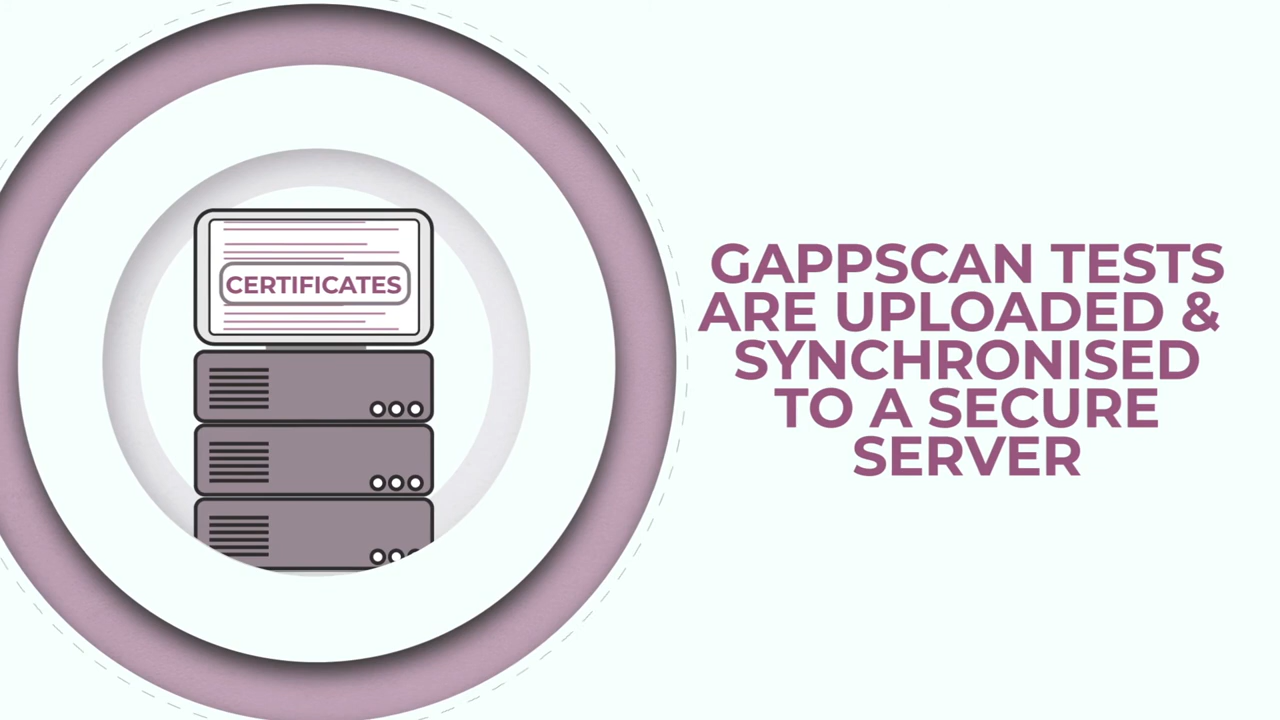 CERTIFICATES
GAPPSCAN TESTS
ARE UPLOADED &
SYNCHRONISED
TO A SECURE
SERVER